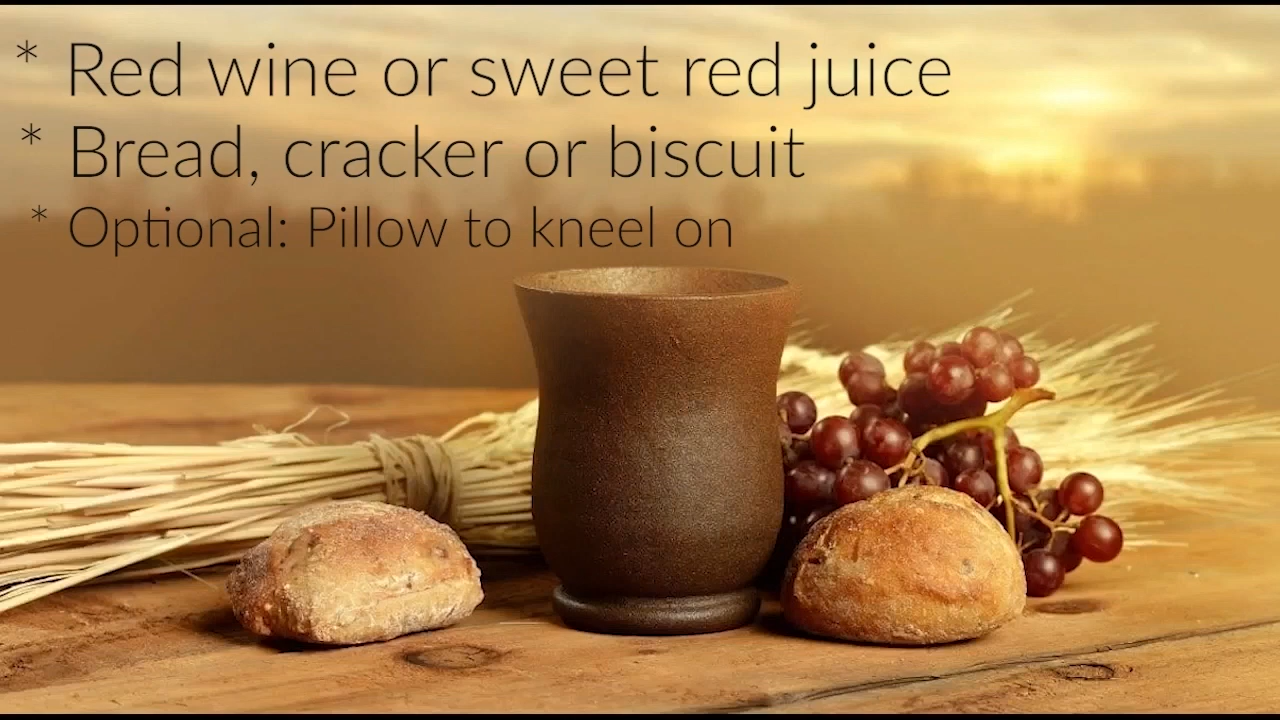 * Red wine or sweet red juice
* Bread, cracker or biscuit
* Optional: Pillow to kneel on